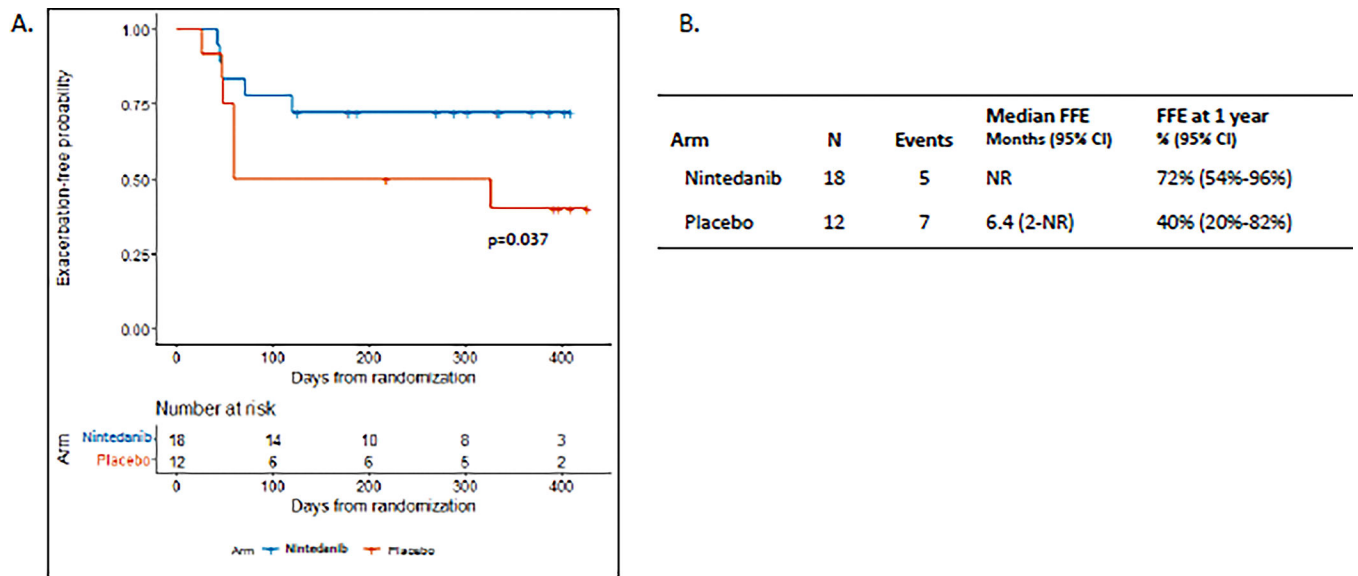 A.
Exacerbation-free probability
1.00
0.75
0.50
0.25
0.00
p=0.037
0 100 200 300 400
Days from randomization
Number at risk
Arm
Nintedanib 18 14 10 8 3
Placebo 12 6 6 5 2
0 100 200 300 400
Days from randomization
Arm Nintedanib Placebo
B.
Arm N Events Median FFE Months (95% CI) FFE at 1 year % (95% CI)
Nintedanib 18 5 NR 72% (54%-96%)
Placebo 12 7 6.4 (2-NR) 40% (20%-82%)